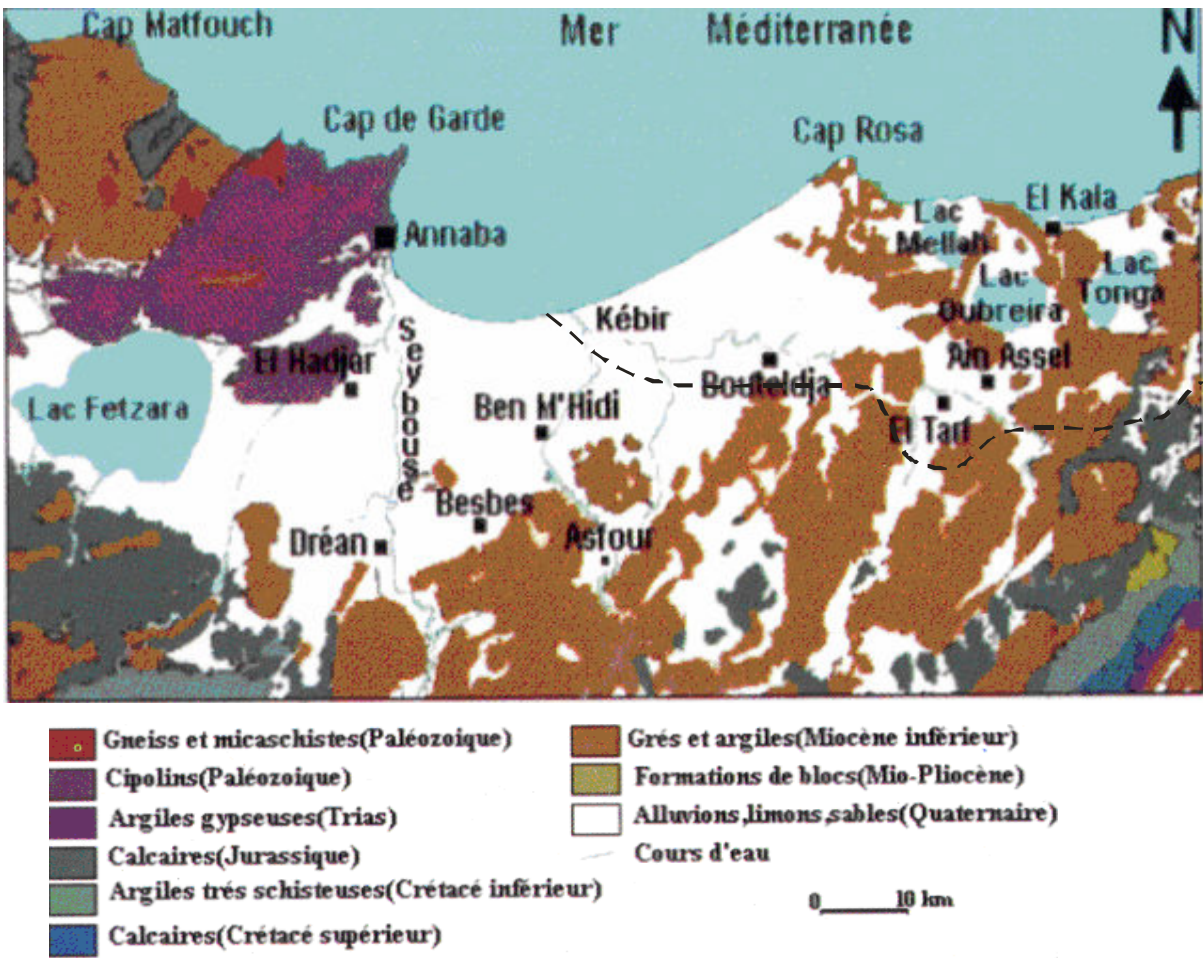 Cap Matfouch
Mer Méditerranée
N
Cap de Garde
Cap Rosa
El Kala
Lac
Mellah
Annaba
Lac
Oubreira
Lac
Tonga
Kébir
Seybouse
El Hadjar
Bouteldja
Ain Assel
Lac Fetzara
Ben M'Hidi
El Tarf
Besbes
Dréan
Asfour
Gneiss et micaschistes(Paléozoique)
Cipolins(Paléozoique)
Argiles gypseuses(Trias)
Calcaires(Jurassique)
Argiles trés schisteuses(Crétacé inférieur)
Calcaires(Crétacé supérieur)
Grés et argiles(Miocène inférieur)
Formations de blocs(Mio-Pliocène)
Alluvions,limons,sables(Quaternaire)
Cours d'eau
0 10 km